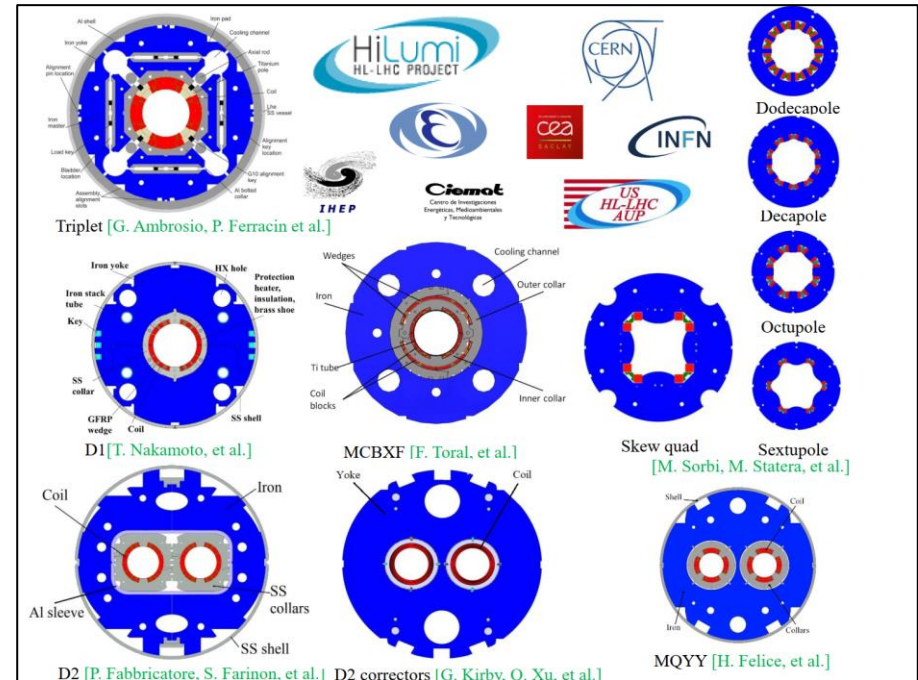 Al shell
Iron pad
Cooling channel
Iron yoke
Axial rod
Alignment
pin location
Titanium
pole
Coil
Lhe
SS vessel
Iron
master
Alignment
key
location
Load key
Bladder
location
G10 alignment
key
Assembly
alignment
slots
Al bolted
collar
Triplet [G. Ambrosio, P. Ferracin et al.]
HiLumi
HL-LHC PROJECT
CERN
cea
SACLAY
INFN
IHEP
Ciemat
Centro de Investigaciones
Energéticas, Medioambientales
y Tecnológicas
US
HL-LHC
AUP
Dodecapole
Decapole
Octupole
Sextupole
Iron yoke
HX hole
Protection
heater,
insulation,
brass shoe
Iron stack
tube
Key
SS
collar
GFRP
wedge
Coil
SS shell
D1[T. Nakamoto, et al.]
Wedges
Cooling channel
Iron
Outer collar
Ti tube
Coil
blocks
Inner collar
MCBXF [F. Toral, et al.]
Skew quad
[M. Sorbi, M. Statera, et al.]
Coil
Iron
Al sleeve
SS
collars
SS shell
D2 [P. Fabbricatore, S. Farinon, et al.]
Yoke
Coil
D2 correctors [G. Kirby, Q. Xu, et al.]
Shell
Coil
Iron
Collars
MQYY [H. Felice, et al.]